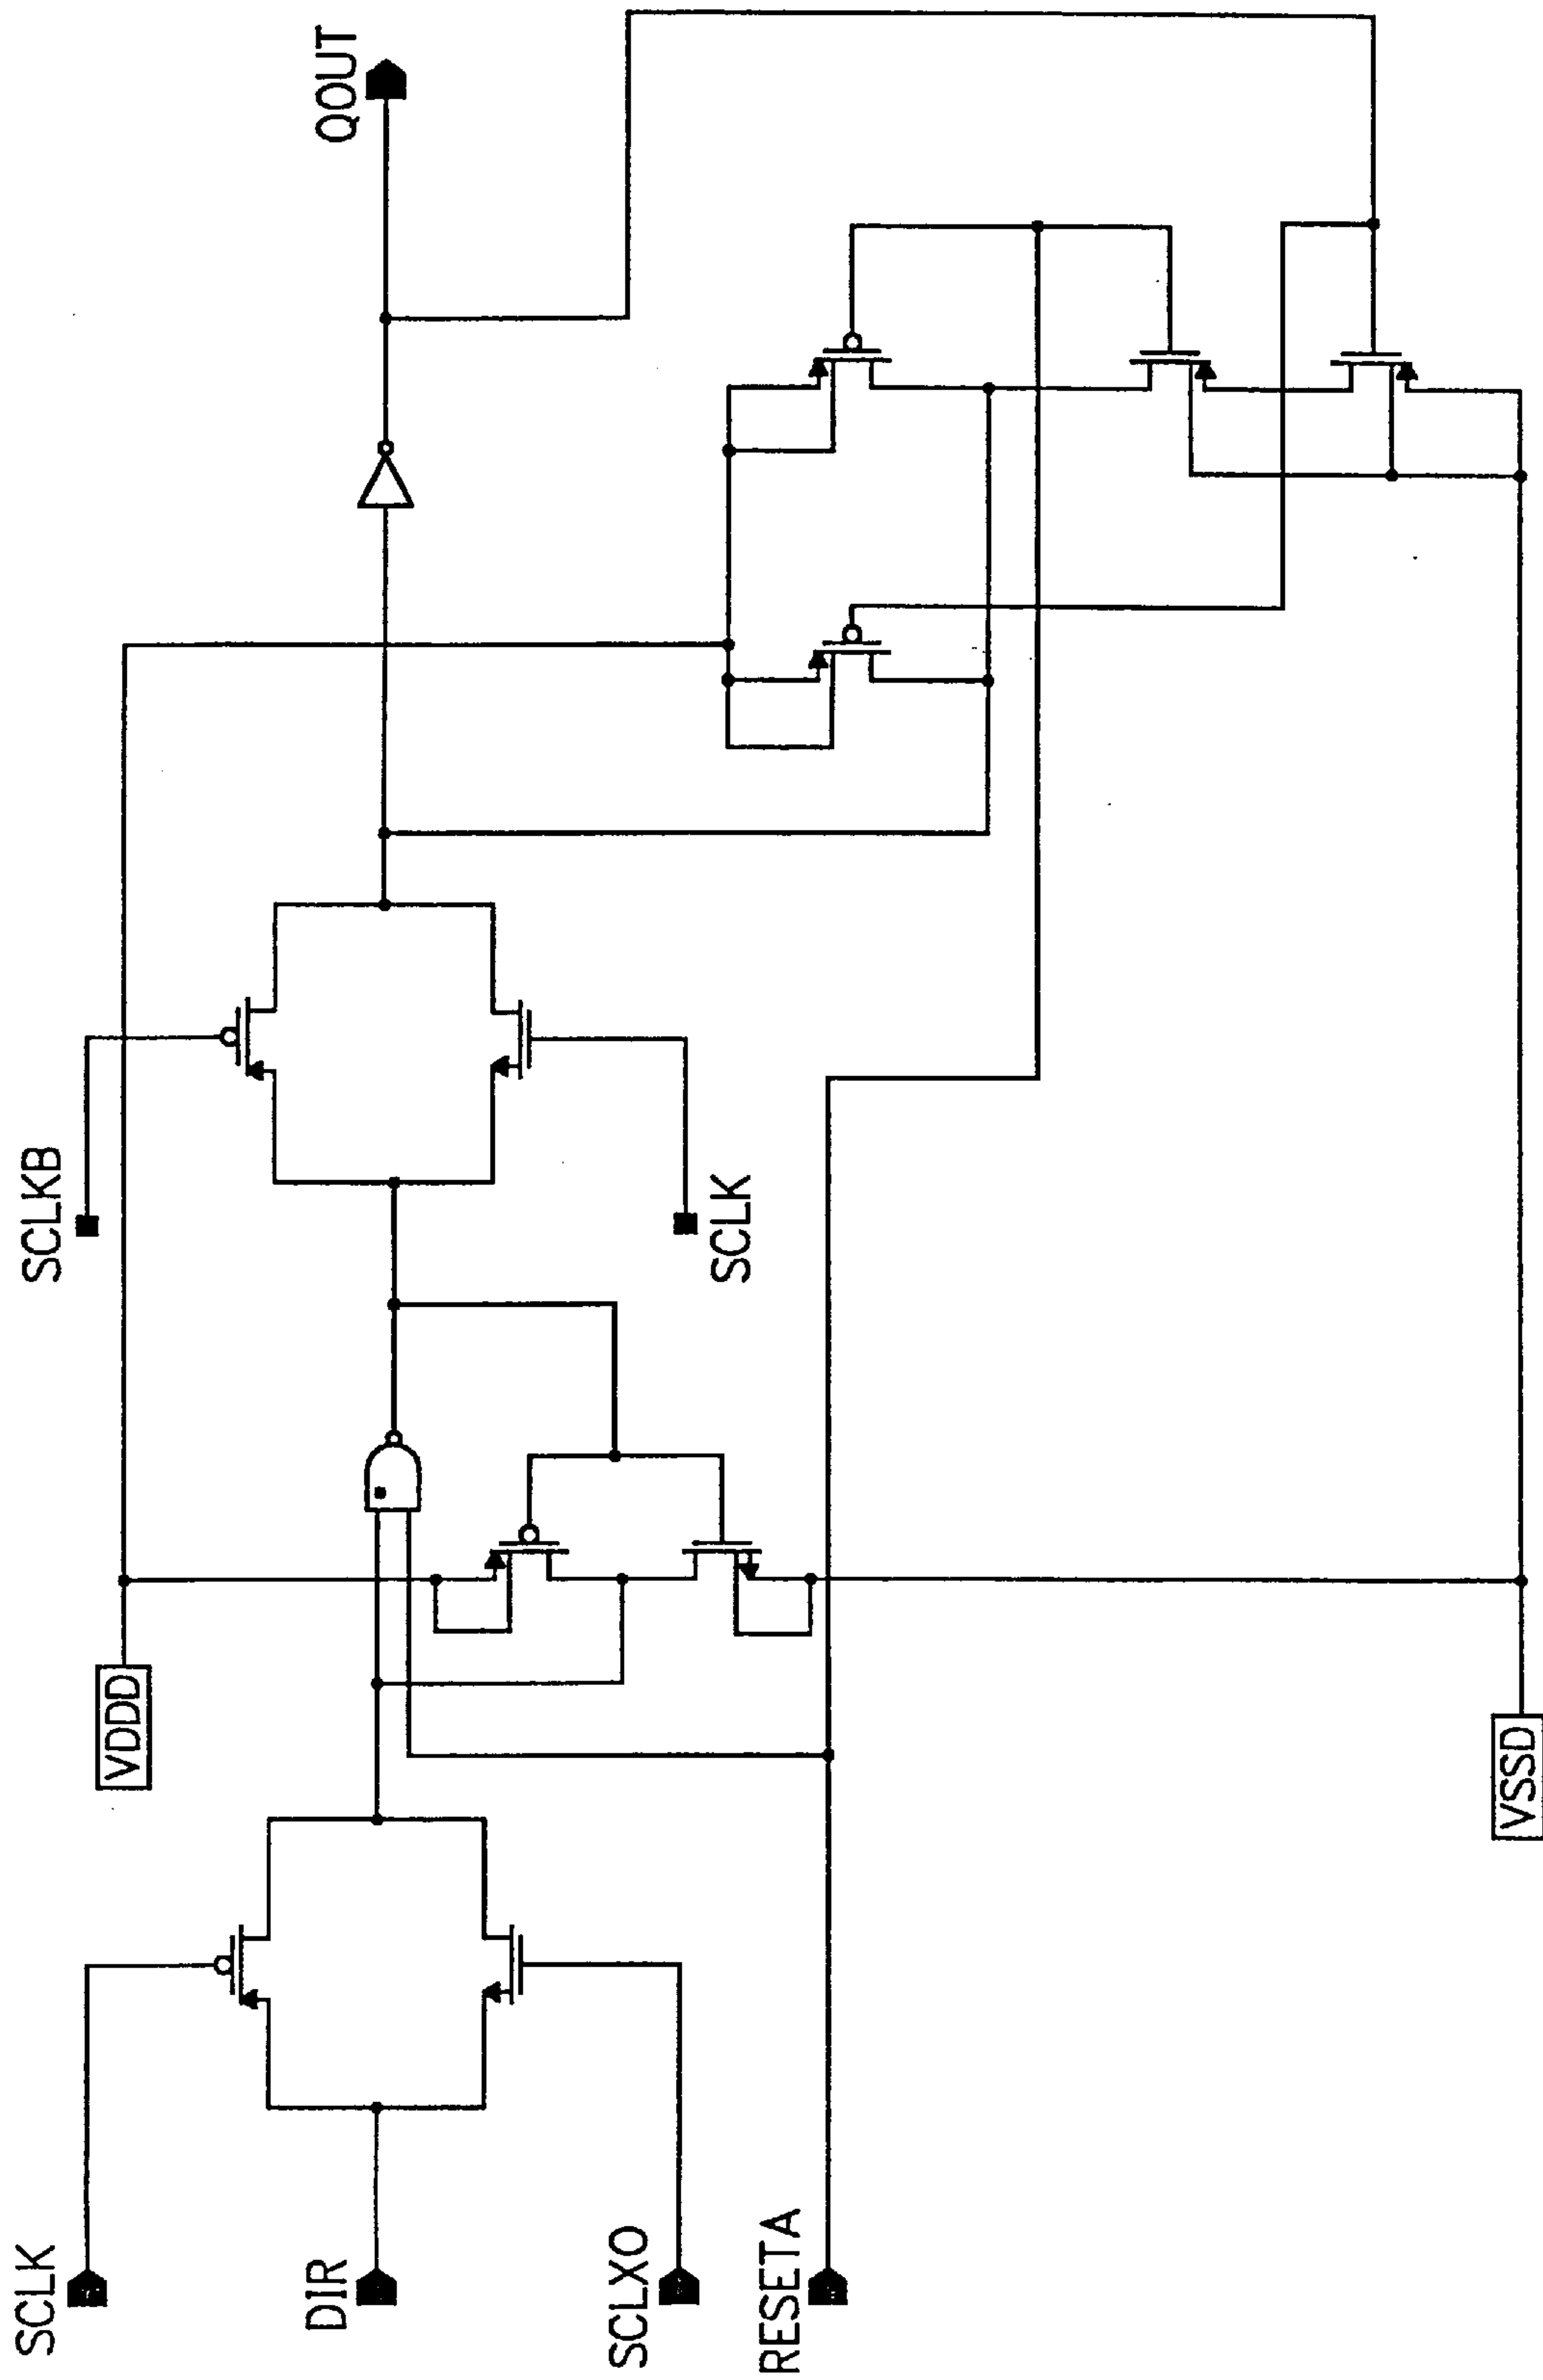 SCLK
DIR
SCLXO
RESETA
VDDD
VSSD
SCLKB
SCLK
QOUT